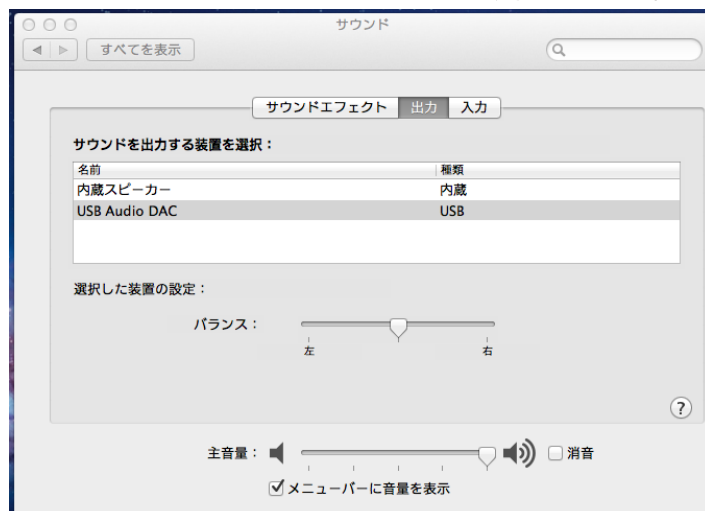 サウンド
すべてを表示
サウンドエフェクト 出力 入力
サウンドを出力する装置を選択：
名前 種類
内蔵スピーカー 内蔵
USB Audio DAC USB
選択した装置の設定：
バランス：
左 右
?
主音量： 消音
メニューバーに音量を表示